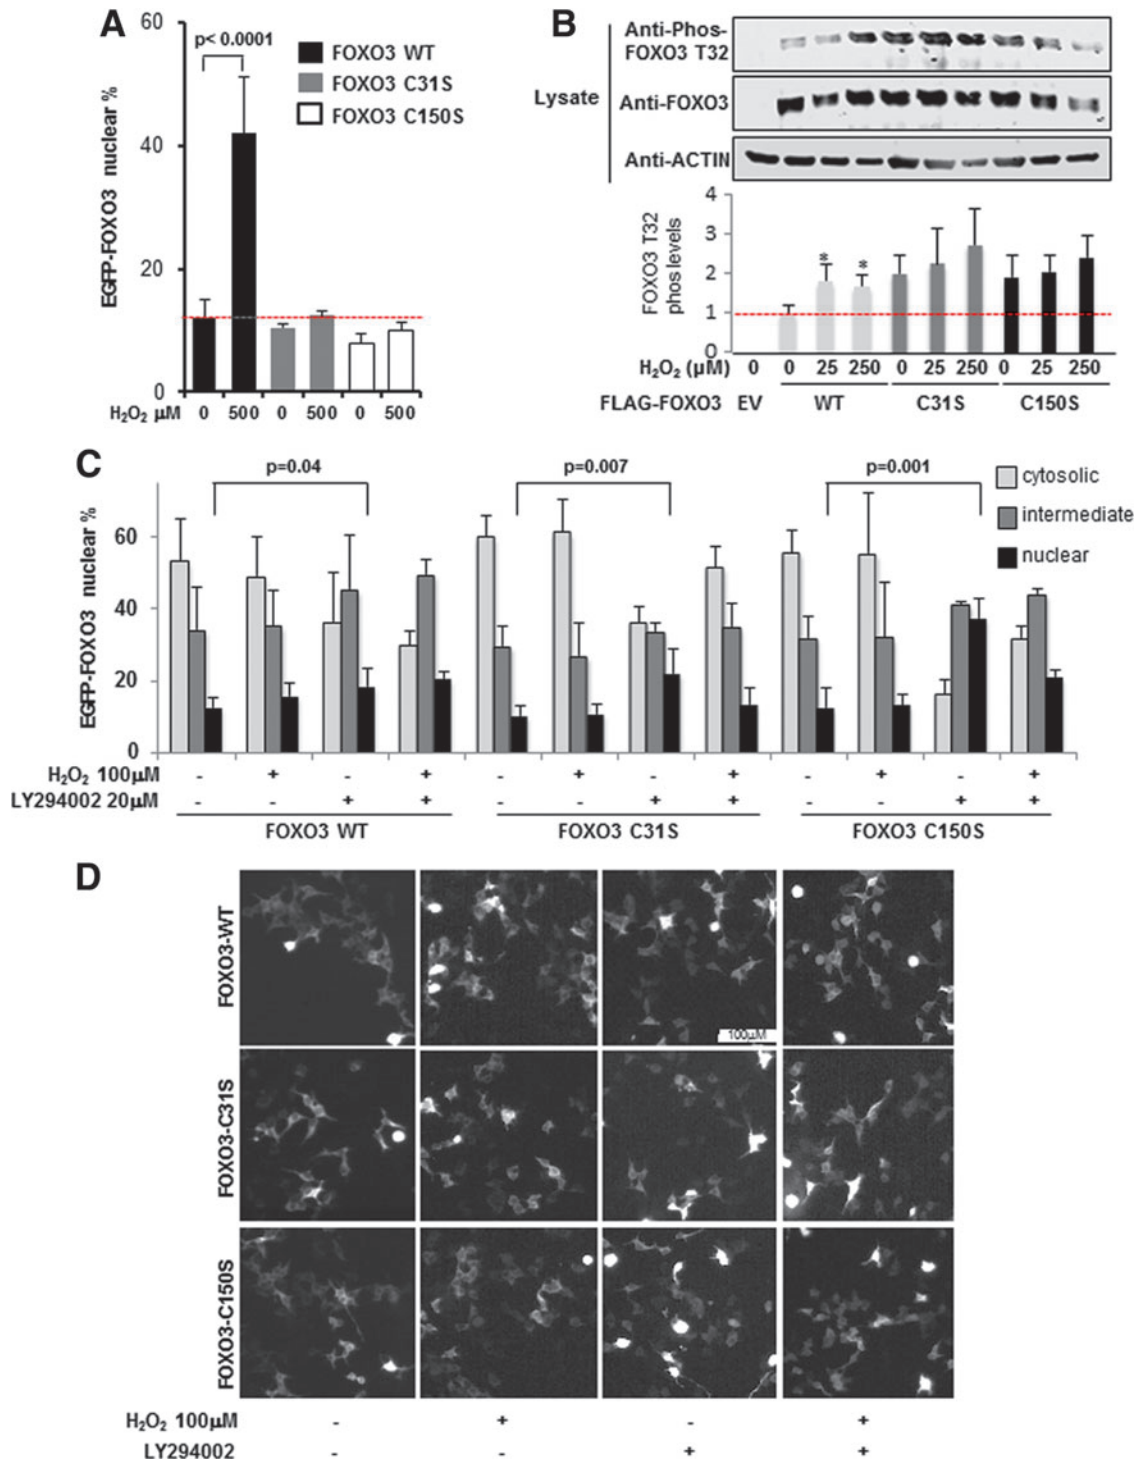 A
60
40
20
0
EGFP-FOXO3 nuclear %
p< 0.0001
FOXO3 WT
FOXO3 C31S
FOXO3 C150S
H₂O₂ µM 0 500 0 500 0 500
B
Lysate
Anti-Phos-
FOXO3 T32
Anti-FOXO3
Anti-ACTIN
FOXO3 T32
phos levels
4
3
2
1
0
* *
H₂O₂ (µM) 0 0 25 250 0 25 250 0 25 250
FLAG-FOXO3 EV WT C31S C150S
C
EGFP-FOXO3 nuclear %
60
40
20
0
p=0.04 p=0.007 p=0.001
cytosolic
intermediate
nuclear
H₂O₂ 100µM - + - + - + - + - + - +
LY294002 20µM - - + + - - + + - - + +
FOXO3 WT FOXO3 C31S FOXO3 C150S
D
FOXO3-WT
100µM
FOXO3-C31S
FOXO3-C150S
H₂O₂ 100µM - + - +
LY294002 - - + +